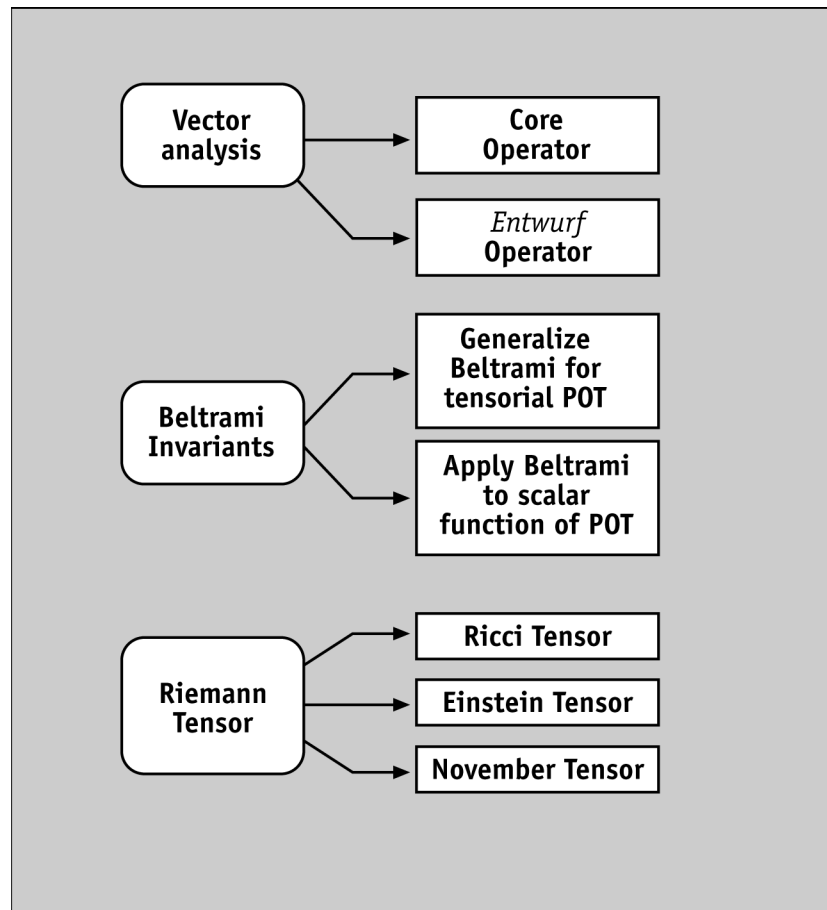 Vector
analysis
Core
Operator
Entwurf
Operator
Beltrami
Invariants
Generalize
Beltrami for
tensorial POT
Apply Beltrami
to scalar
function of POT
Riemann
Tensor
Ricci Tensor
Einstein Tensor
November Tensor